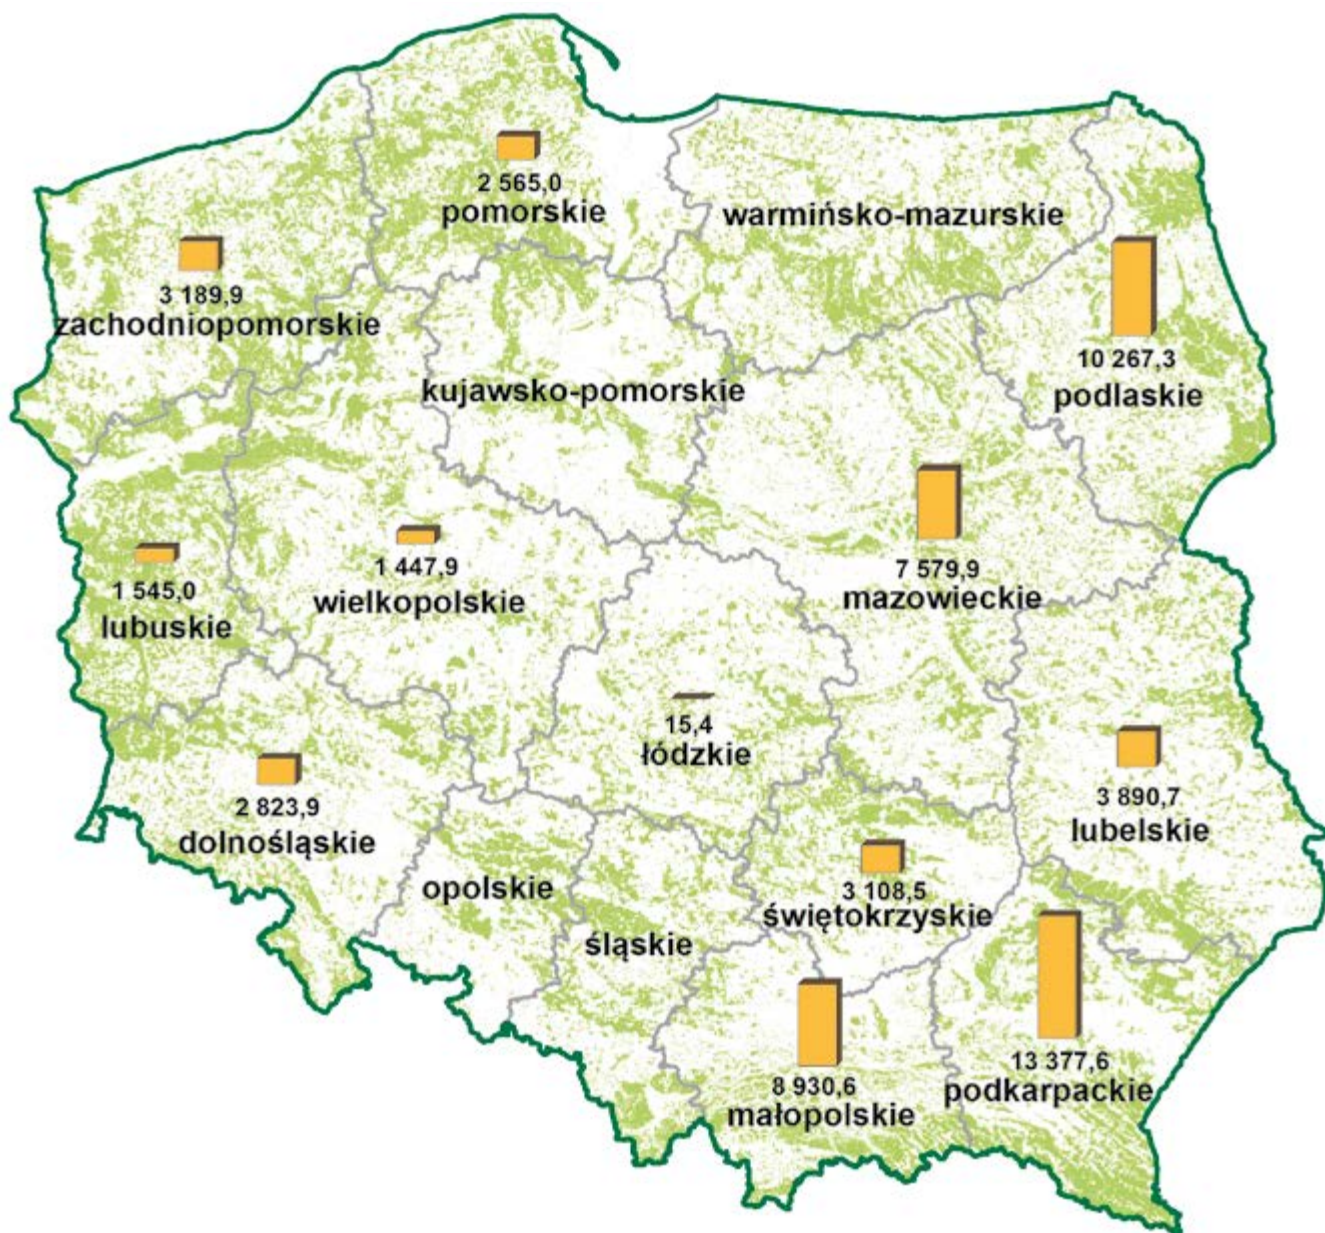 2 565,0
pomorskie
warmińsko-mazurskie
3 189,9
zachodniopomorskie
10 267,3
podlaskie
kujawsko-pomorskie
7 579,9
mazowieckie
1 447,9
wielkopolskie
1 545,0
lubuskie
15,4
łódzkie
2 823,9
dolnośląskie
3 890,7
lubelskie
opolskie
3 108,5
świętokrzyskie
śląskie
13 377,6
podkarpackie
8 930,6
małopolskie